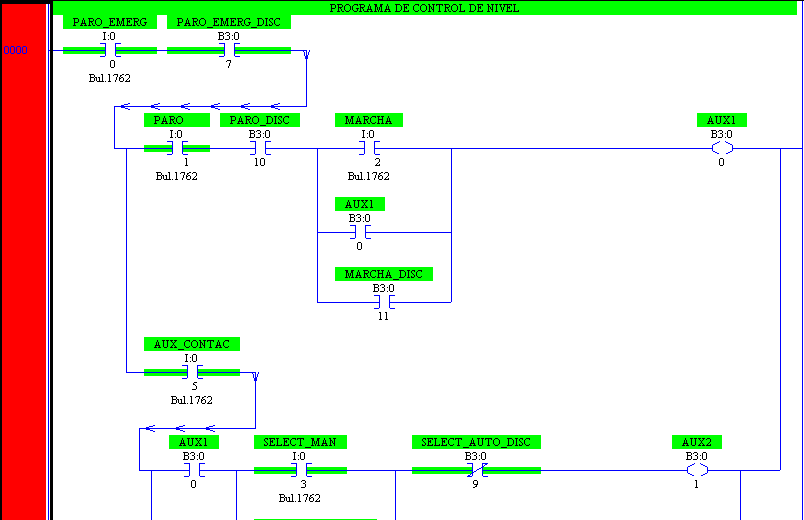 PROGRAMA DE CONTROL DE NIVEL
PARO_EMERG PARO_EMERG_DISC
I:0 B3:0
0000
0 7
Bul.1762
PARO PARO_DISC MARCHA AUX1
I:0 B3:0 I:0 B3:0
1 10 2 0
Bul.1762 Bul.1762
AUX1
B3:0
0
MARCHA_DISC
B3:0
11
AUX_CONTAC
I:0
5
Bul.1762
AUX1 SELECT_MAN SELECT_AUTO_DISC AUX2
B3:0 I:0 B3:0 B3:0
0 3 9 1
Bul.1762